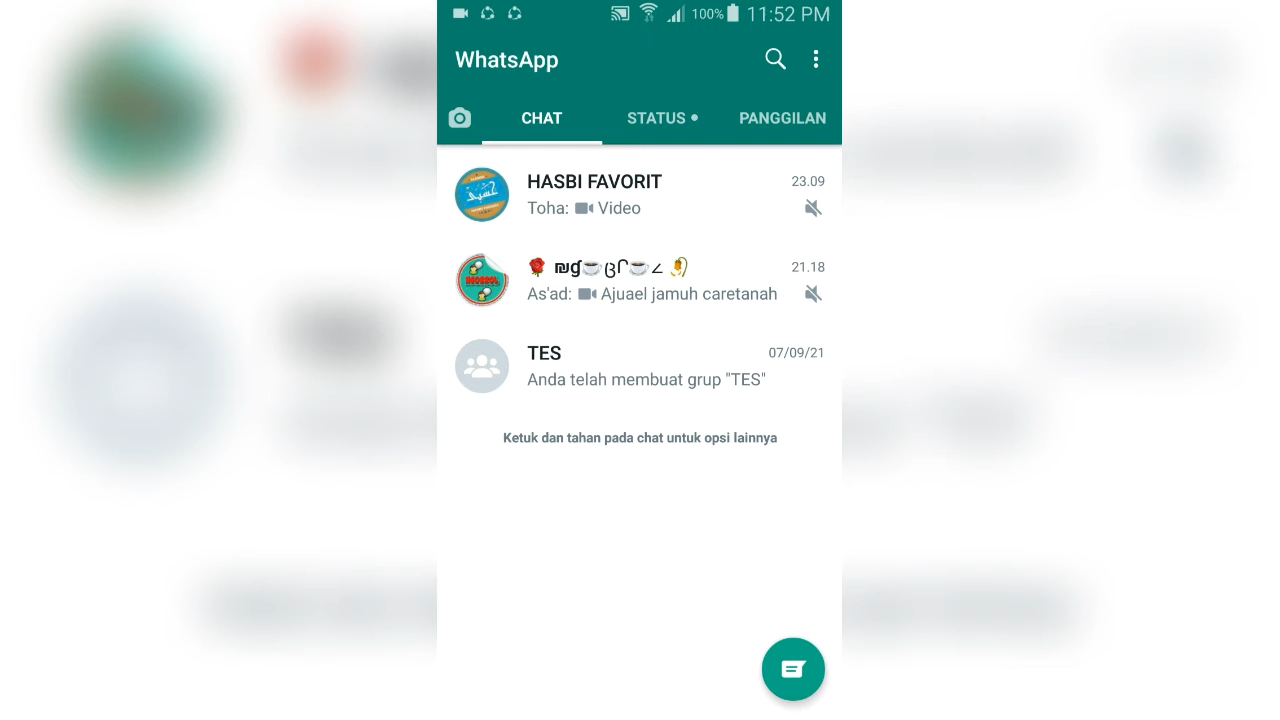 100% 11:52 PM
WhatsApp
CHAT STATUS PANGGILAN
HASBI FAVORIT 23.09
Toha: Video
21.18
As'ad: Ajuael jamuh caretanah
TES 07/09/21
Anda telah membuat grup "TES"
Ketuk dan tahan pada chat untuk opsi lainnya